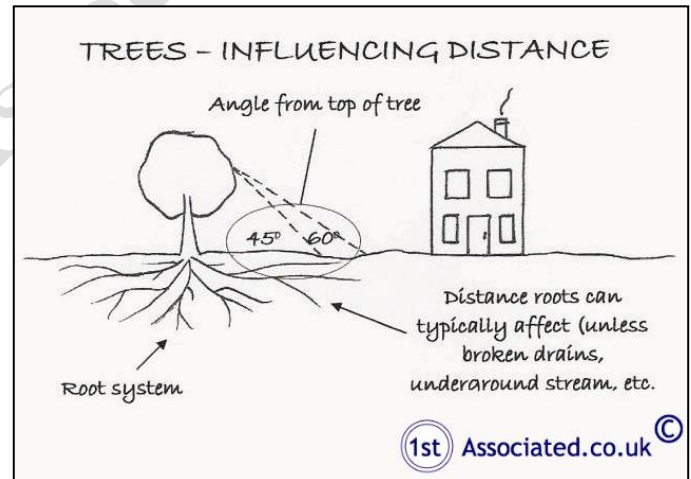 TREES – INFLUENCING DISTANCE
Angle from top of tree
45° 60°
Distance roots can
typically affect (unless
broken drains,
underground stream, etc.
Root system
1st Associated.co.uk ©